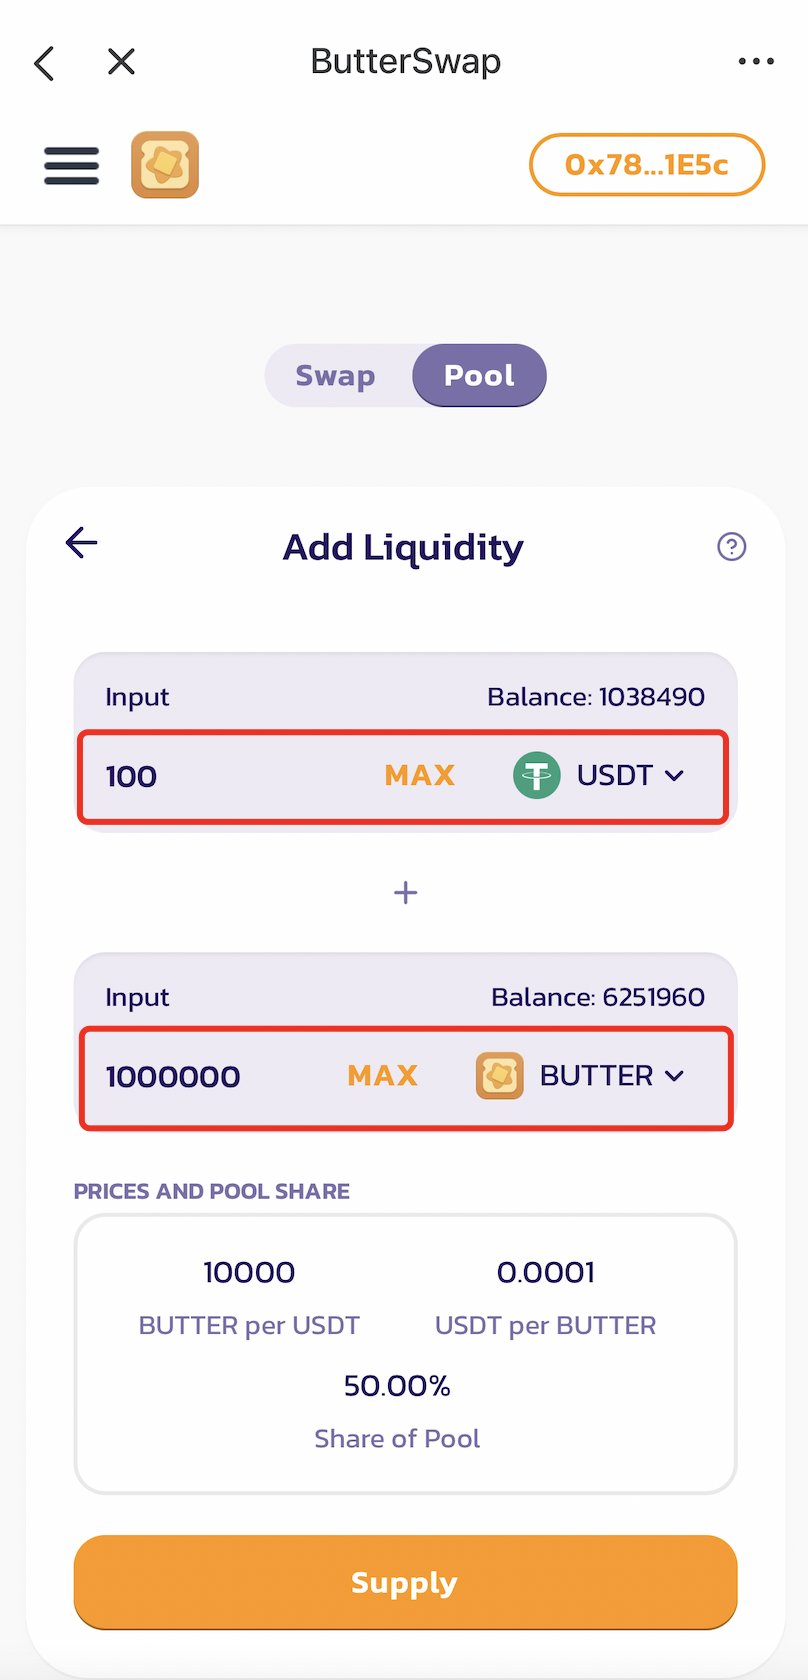 ButterSwap
0x78...1E5c
Swap Pool
Add Liquidity
Input Balance: 1038490
100 MAX USDT
+
Input Balance: 6251960
1000000 MAX BUTTER
PRICES AND POOL SHARE
10000 0.0001
BUTTER per USDT USDT per BUTTER
50.00%
Share of Pool
Supply